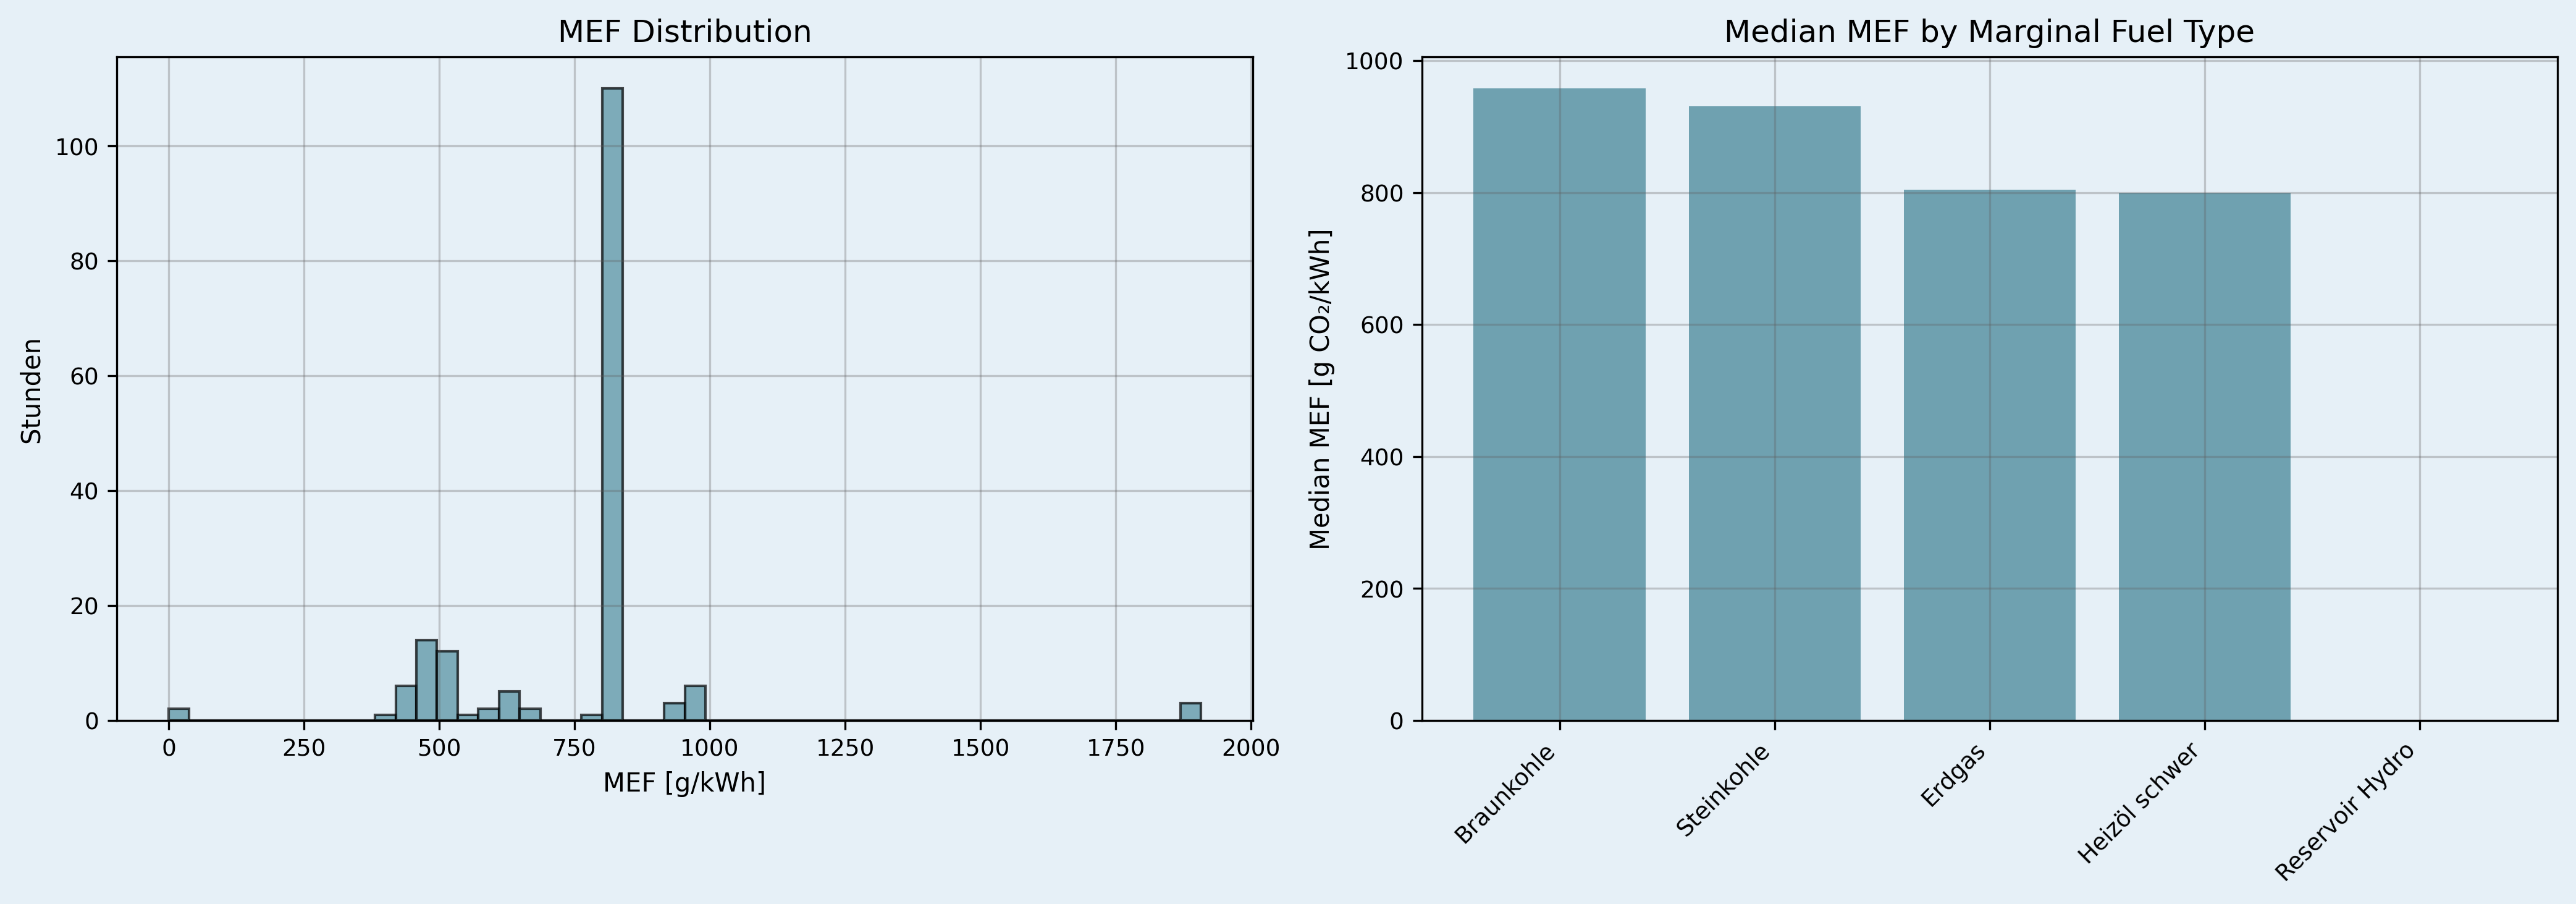 MEF Distribution
Stunden
100
80
60
40
20
0
0 250 500 750 1000 1250 1500 1750 2000
MEF [g/kWh]
Median MEF by Marginal Fuel Type
Median MEF [g CO₂/kWh]
1000
800
600
400
200
0
Braunkohle
Steinkohle
Erdgas
Heizöl schwer
Reservoir Hydro